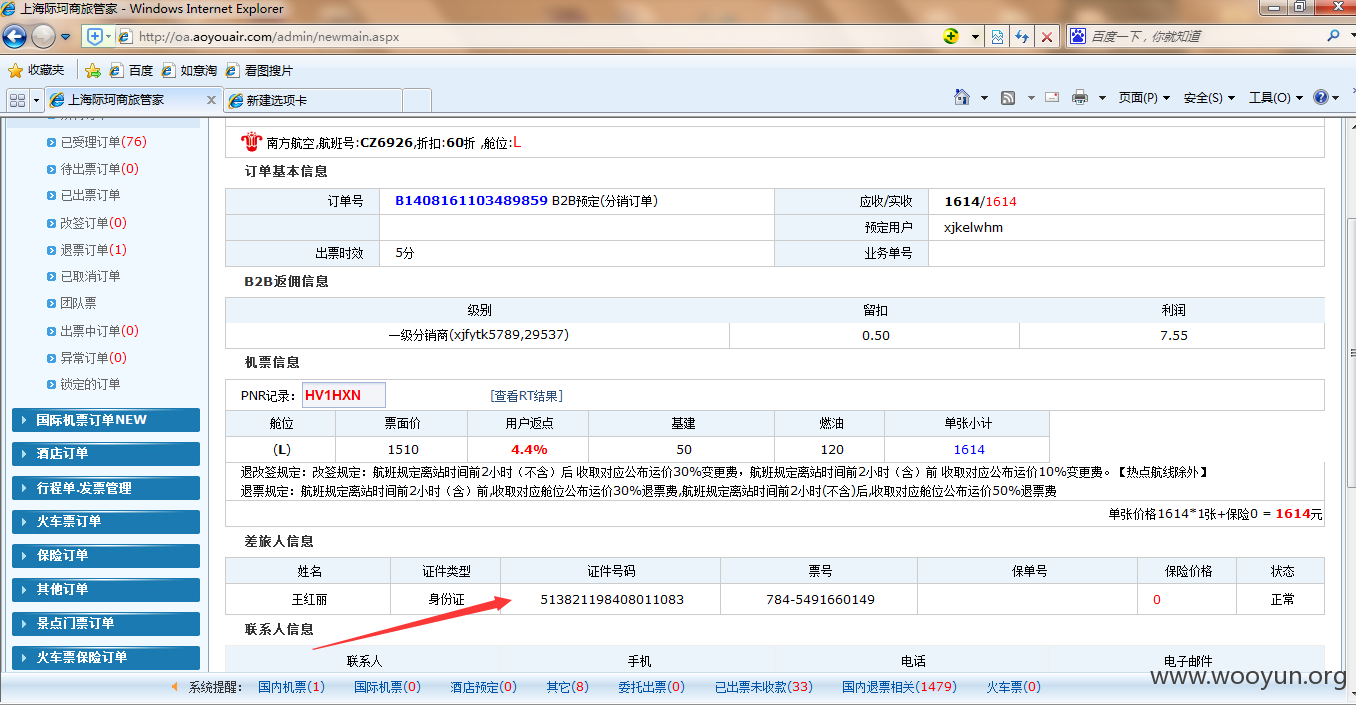 上海际珂商旅管家 - Windows Internet Explorer
http://oa.aoyouair.com/admin/newmain.aspx
百度一下，你就知道
收藏夹 百度 如意淘 看图搜片
上海际珂商旅管家 X 新建选项卡 页面(P) 安全(S) 工具(O)
已受理订单(76)
待出票订单(0)
已出票订单
改签订单(0)
退票订单(1)
已取消订单
团队票
出票中订单(0)
异常订单(0)
锁定的订单
国际机票订单NEW
酒店订单
行程单.发票管理
火车票订单
保险订单
其他订单
景点门票订单
火车票保险订单
南方航空,航班号:CZ6926,折扣:60折 ,舱位:L
订单基本信息
订单号 B1408161103489859 B2B预定(分销订单) 应收/实收 1614/1614
预定用户 xjkelwhm
出票时效 5分 业务单号
B2B返佣信息
级别 留扣 利润
一级分销商(xjfytk5789,29537) 0.50 7.55
机票信息
PNR记录： HV1HXN [查看RT结果]
舱位 票面价 用户返点 基建 燃油 单张小计
(L) 1510 4.4% 50 120 1614
退改签规定：改签规定：航班规定离站时间前2小时（不含）后 收取对应公布运价30%变更费，航班规定离站时间前2小时（含）前 收取对应公布运价10%变更费。【热点航线除外】
退票规定：航班规定离站时间前2小时（含）前,收取对应舱位公布运价30%退票费,航班规定离站时间前2小时(不含)后,收取对应舱位公布运价50%退票费
单张价格1614*1张+保险0 = 1614元
差旅人信息
姓名 证件类型 证件号码 票号 保单号 保险价格 状态
王红丽 身份证 513821198408011083 784-5491660149 0 正常
联系人信息
联系人 手机 电话 电子邮件
系统提醒： 国内机票(1) 国际机票(0) 酒店预定(0) 其它(8) 委托出票(0) 已出票未收款(33) 国内退票相关(1479) 火车票(0)
www.wooyun.org